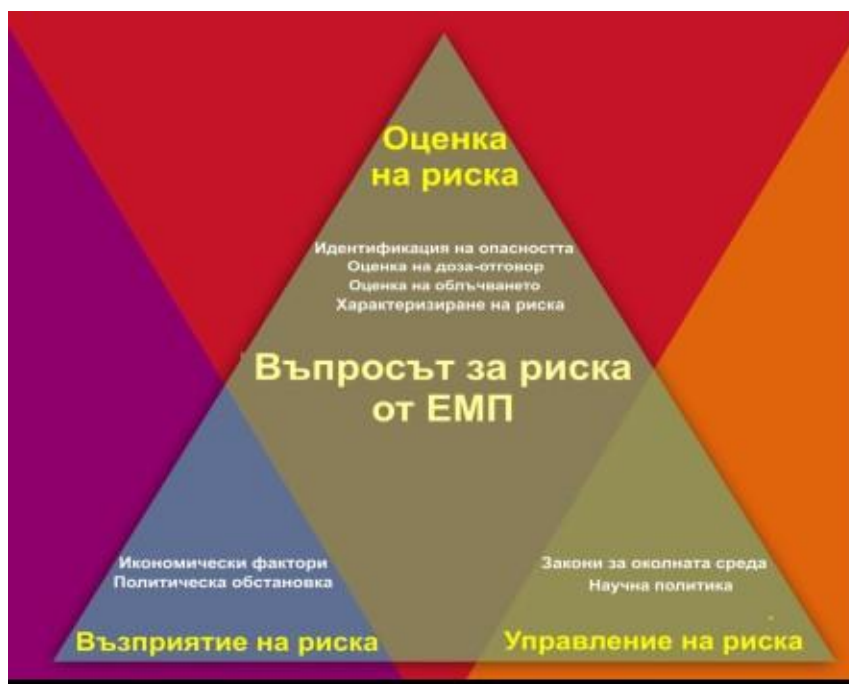 Оценка
на риска
Идентификация на опасността
Оценка на доза-отговор
Оценка на облъчването
Характеризиране на риска
Въпросът за риска
от ЕМП
Икономически фактори
Политическа обстановка
Възприятие на риска
Закони за околната среда
Научна политика
Управление на риска